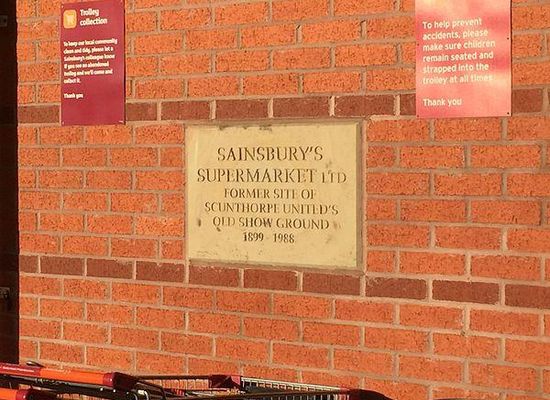 Trolley
collection
To keep our local community
clean and tidy, please let a
Sainsbury's colleague know if
you see an abandoned
trolley and we'll come and
collect it.
Thank you
To help prevent
accidents, please
make sure children
remain seated and
strapped into the
trolley at all times
Thank you
SAINSBURY'S
SUPERMARKET LTD
FORMER SITE OF
SCUNTHORPE UNITED'S
OLD SHOW GROUND
1899 - 1988